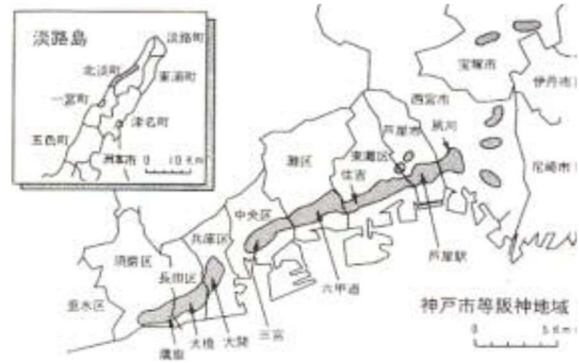 淡路島
淡路町
北淡町
東浦町
一宮町
津名町
五色町
洲本市
0 10Km
宝塚市
伊丹市
西宮市
芦屋市
夙川
尼崎市
東灘区
住吉
灘区
中央区
兵庫区
須磨区
長田区
垂水区
芦屋駅
六甲道
三宮
大開
大橋
鷹取
神戸市等阪神地域
0 5Km